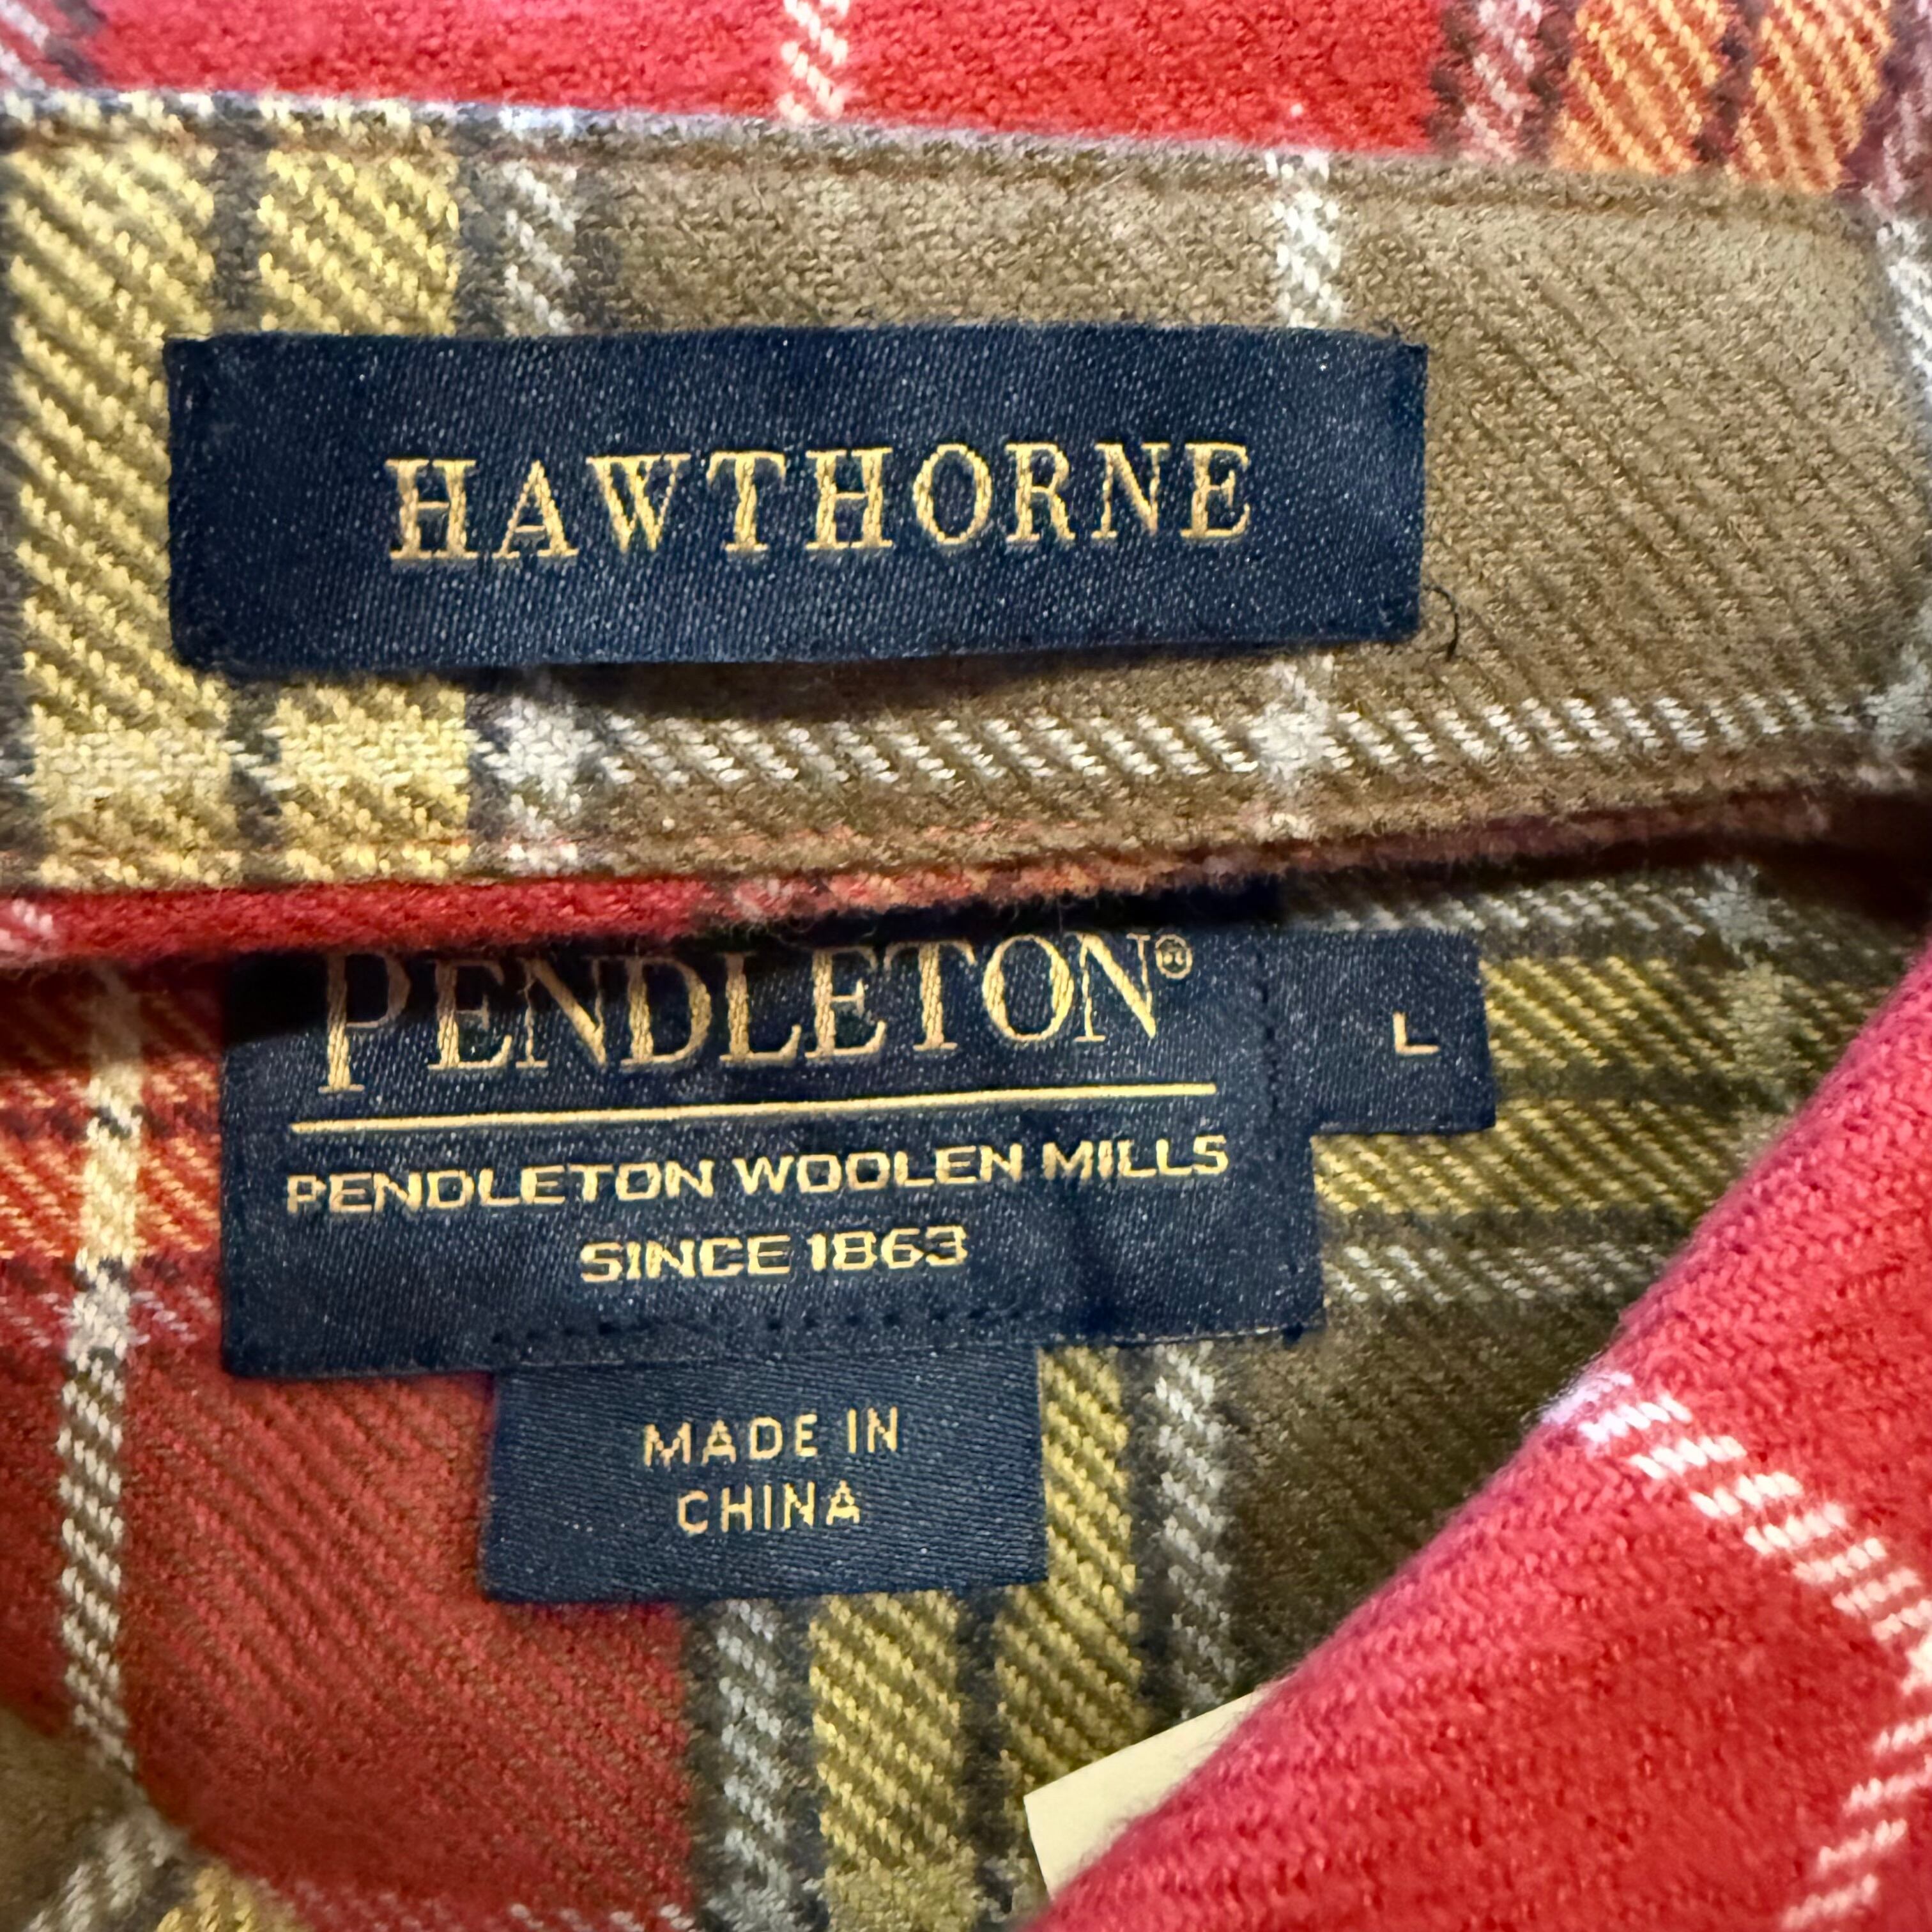 HAWTHORNE
PENDLETON®
L
PENDLETON WOOLEN MILLS
SINCE 1863
MADE IN
CHINA